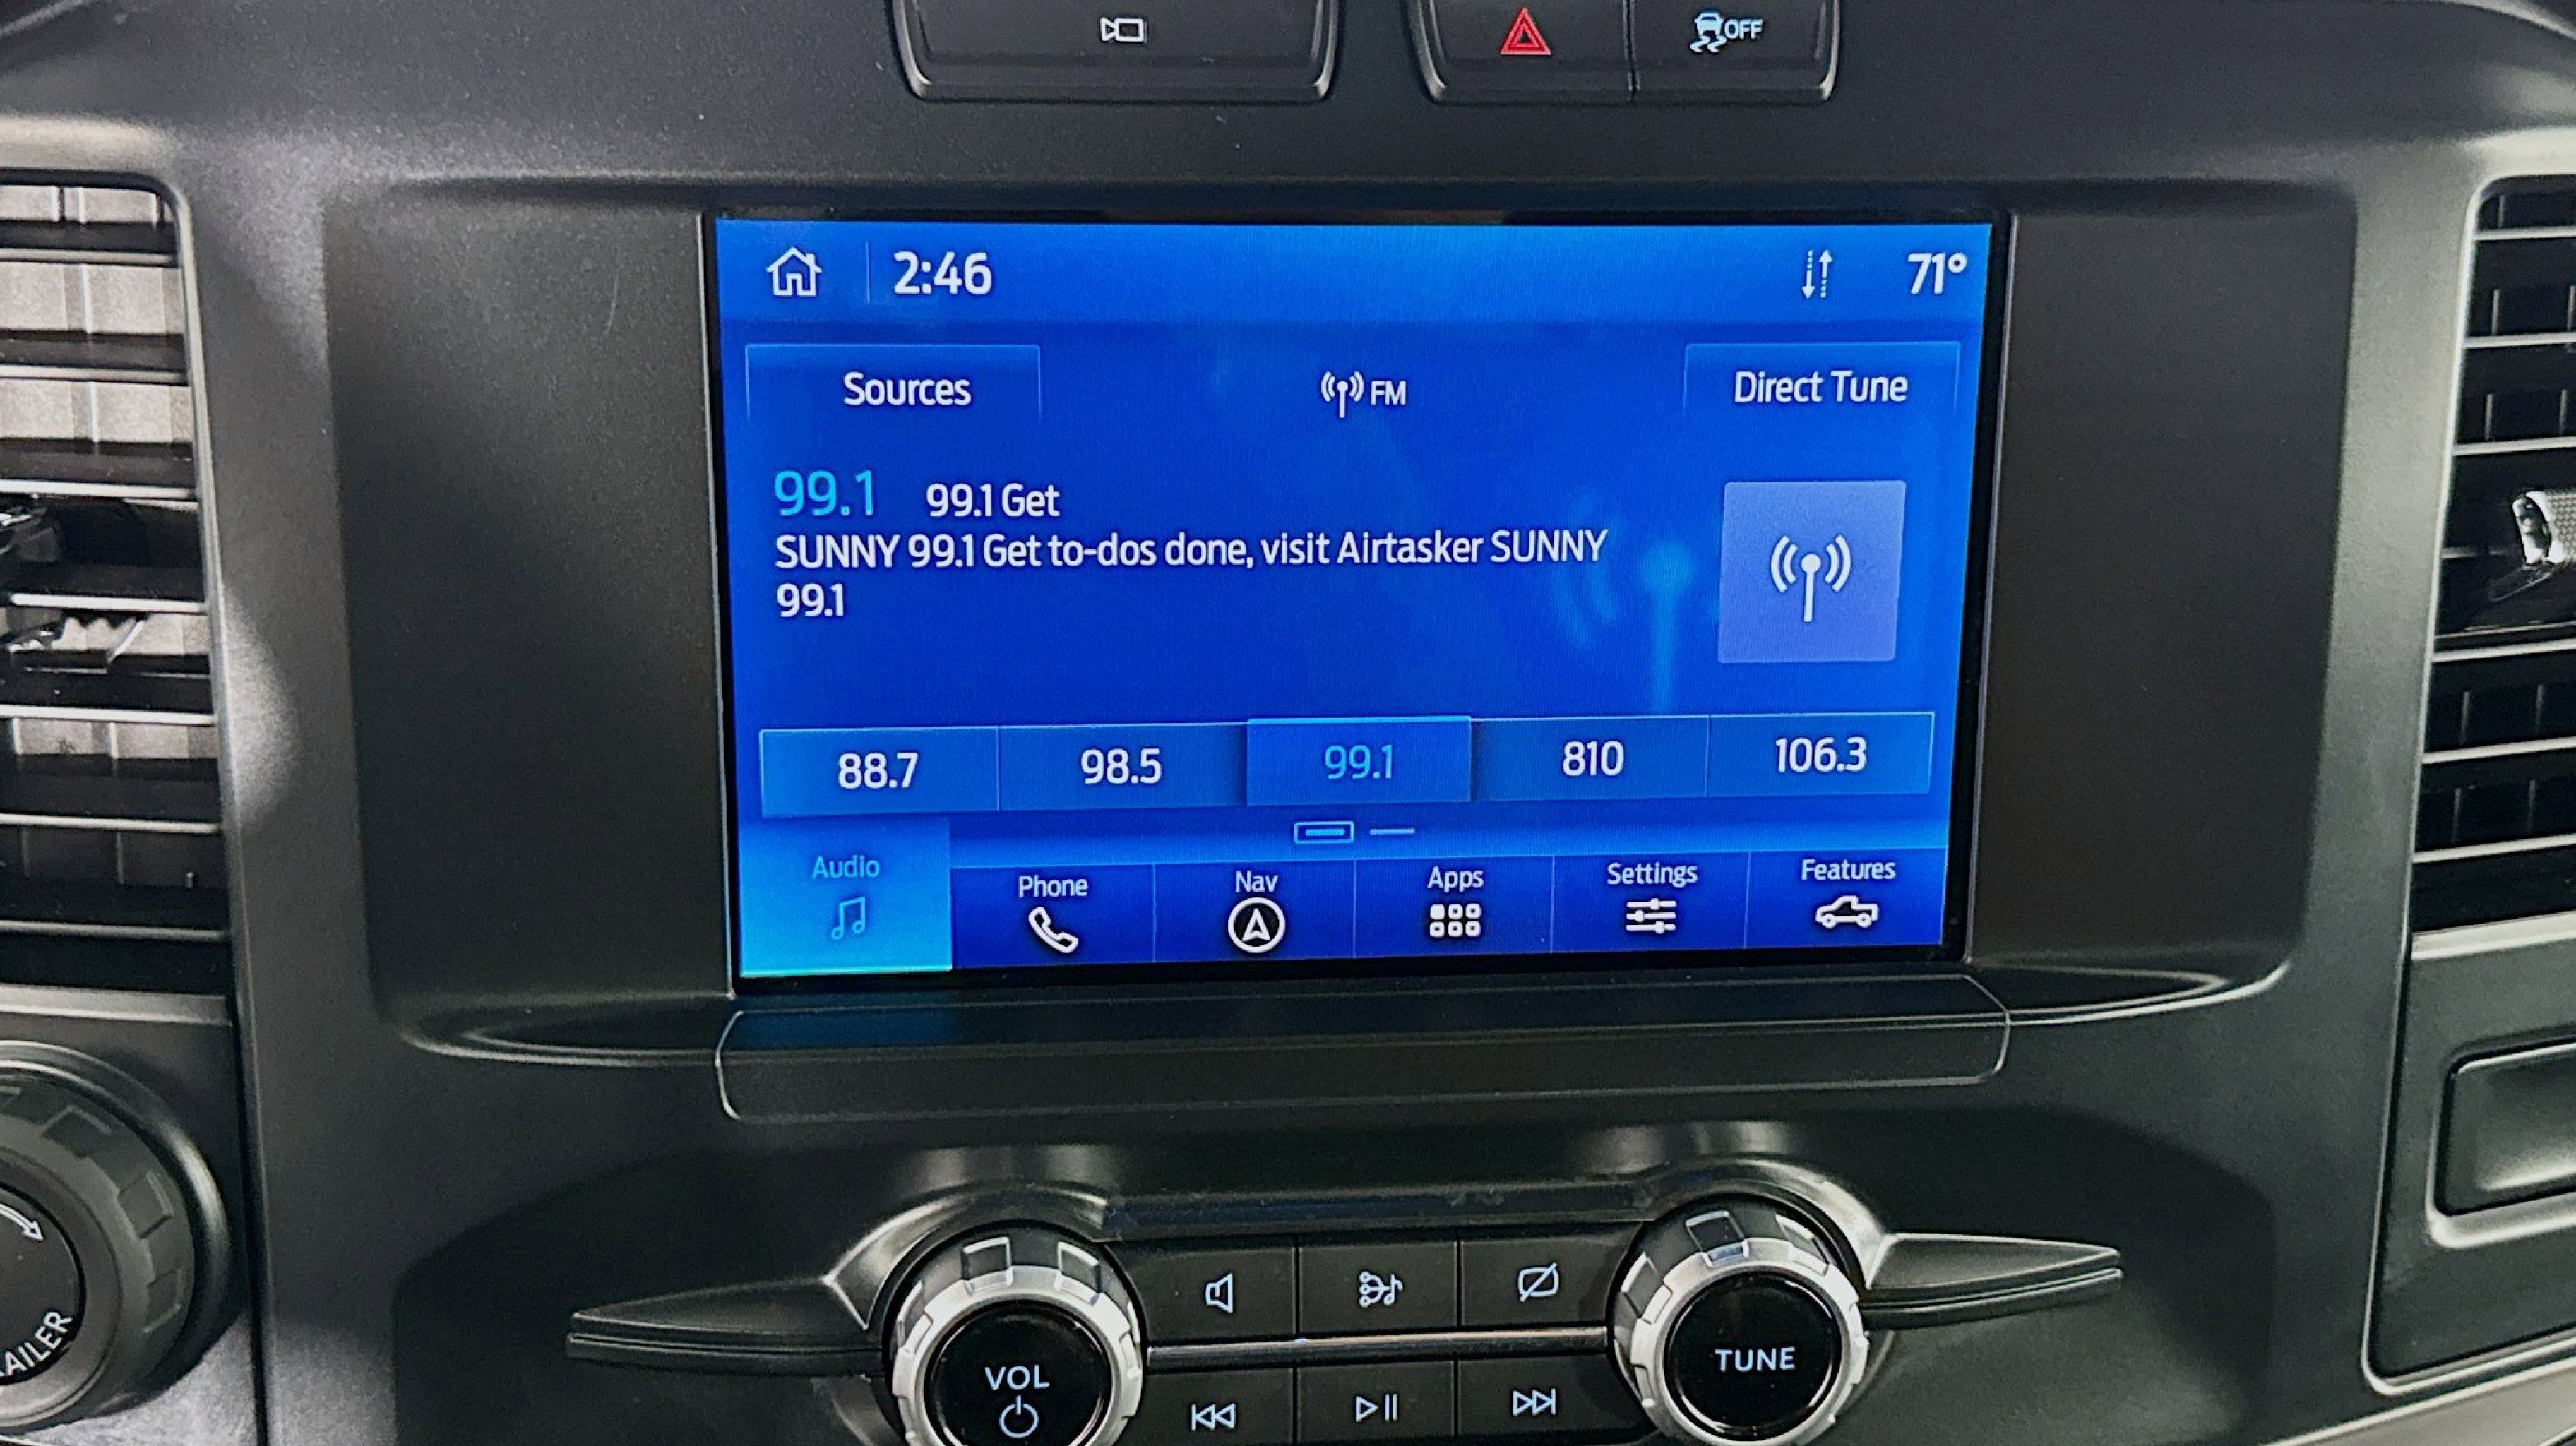 OFF
2:46
71°
Sources
FM
Direct Tune
99.1
99.1 Get
SUNNY 99.1 Get to-dos done, visit Airtasker SUNNY
99.1
88.7
98.5
99.1
810
106.3
Audio
Phone
Nav
Apps
Settings
Features
VOL
TUNE